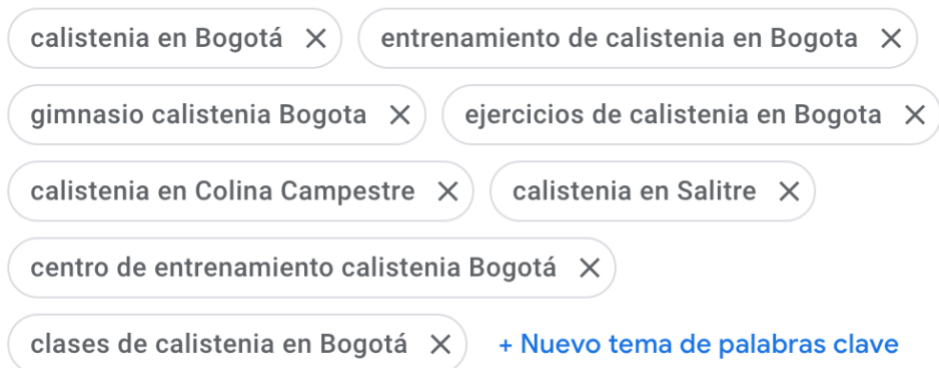 calistenia en Bogotá × entrenamiento de calistenia en Bogota ×
gimnasio calistenia Bogota × ejercicios de calistenia en Bogota ×
calistenia en Colina Campestre × calistenia en Salitre ×
centro de entrenamiento calistenia Bogotá ×
clases de calistenia en Bogotá × + Nuevo tema de palabras clave